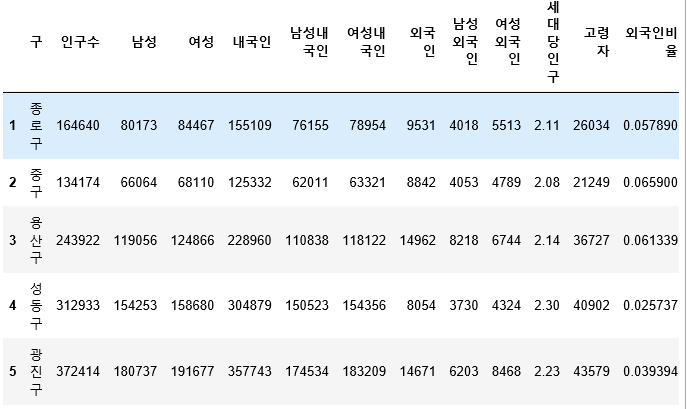 구 인구수 남성 여성 내국인 남성내국인 여성내국인 외국인 남성외국인 여성외국인 세대당인구 고령자 외국인비율
1 종로구 164640 80173 84467 155109 76155 78954 9531 4018 5513 2.11 26034 0.057890
2 중구 134174 66064 68110 125332 62011 63321 8842 4053 4789 2.08 21249 0.065900
3 용산구 243922 119056 124866 228960 110838 118122 14962 8218 6744 2.14 36727 0.061339
4 성동구 312933 154253 158680 304879 150523 154356 8054 3730 4324 2.30 40902 0.025737
5 광진구 372414 180737 191677 357743 174534 183209 14671 6203 8468 2.23 43579 0.039394